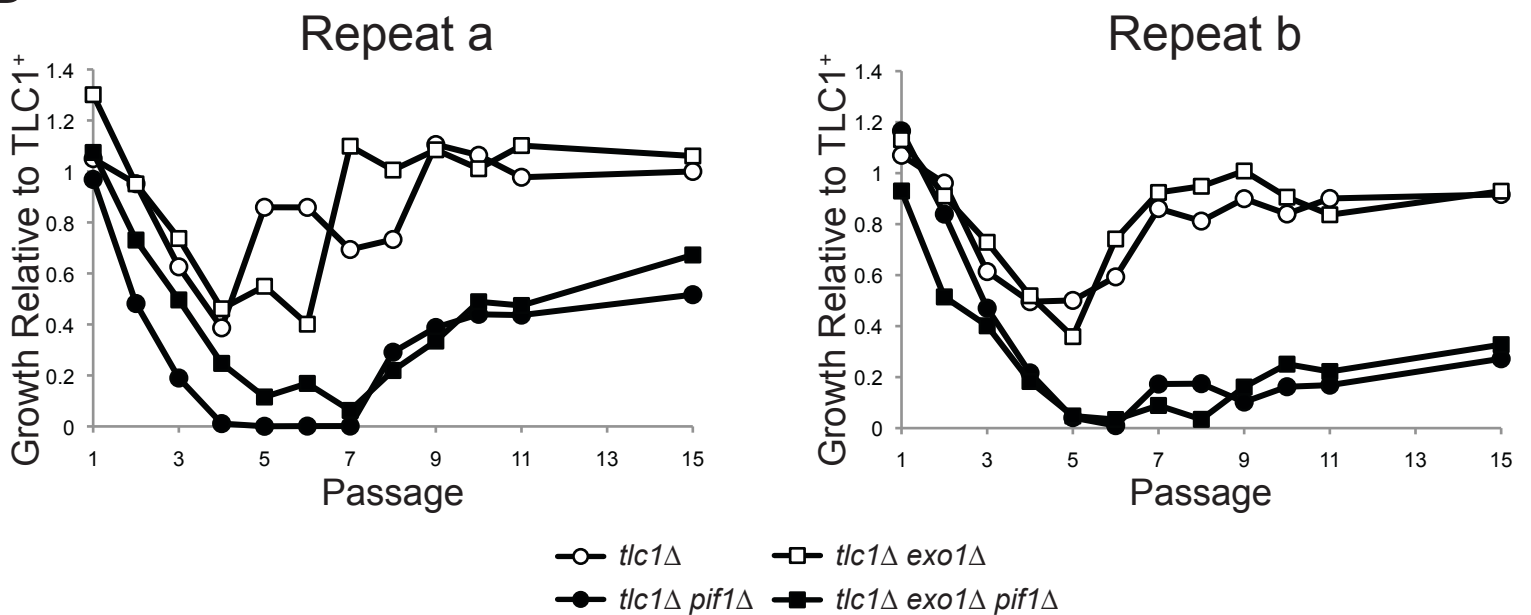 Repeat a
Growth Relative to TLC1⁺
1.4
1.2
1
0.8
0.6
0.4
0.2
0
1 3 5 7 9 11 13 15
Passage
Repeat b
Growth Relative to TLC1⁺
1.4
1.2
1
0.8
0.6
0.4
0.2
0
1 3 5 7 9 11 13 15
Passage
tlc1Δ tlc1Δ exo1Δ
tlc1Δ pif1Δ tlc1Δ exo1Δ pif1Δ